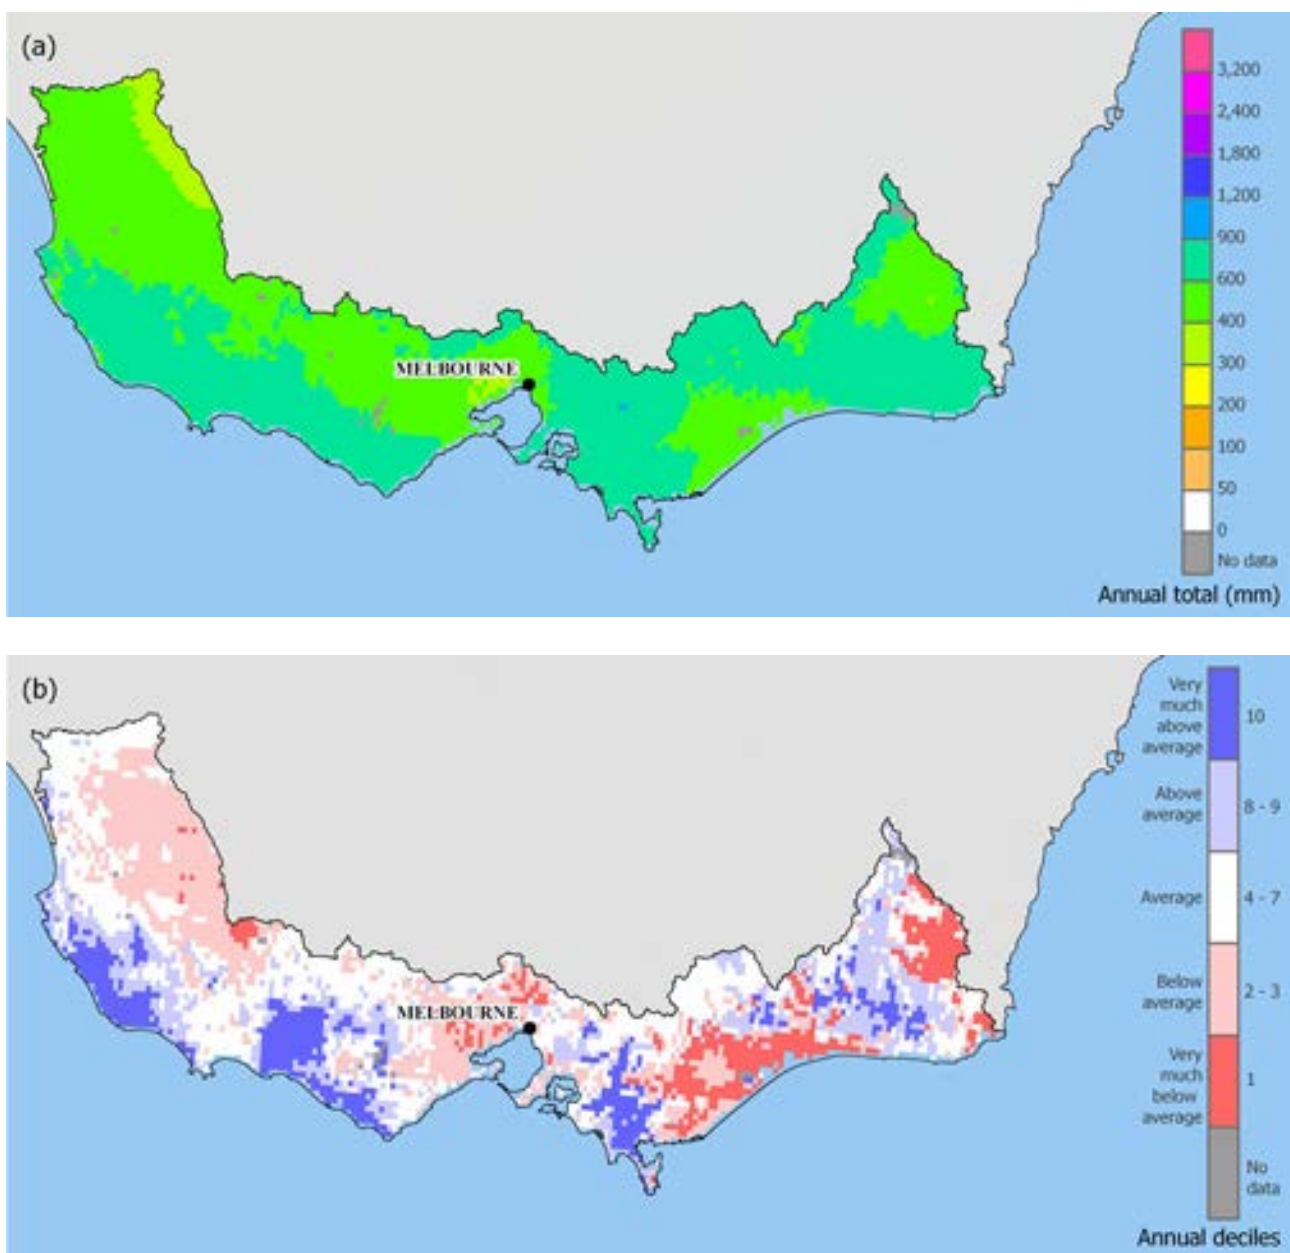 (a)
MELBOURNE
3,200
2,400
1,800
1,200
900
600
400
300
200
100
50
0
No data
Annual total (mm)
(b)
MELBOURNE
Very
much
above
average
10
Above
average
8 - 9
Average
4 - 7
Below
average
2 - 3
Very
much
below
average
1
No
data
Annual deciles